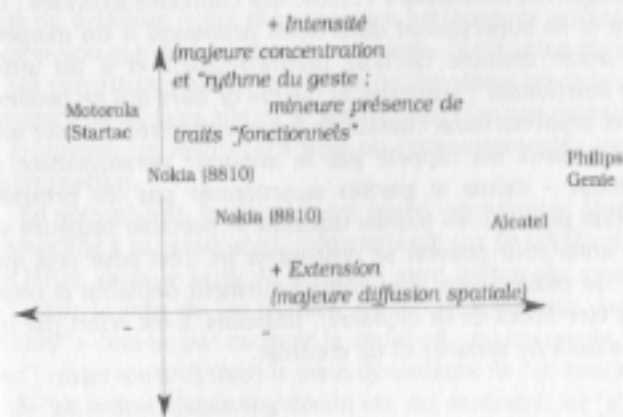 + Intensité
(majeure concentration
et "rythme du geste ;
mineure présence de
traits "fonctionnels"
Motorola
[Startac
Philips
Genie
Nokia (8810)
Nokia (8810)
Alcatel
+ Extension
(majeure diffusion spatiale)